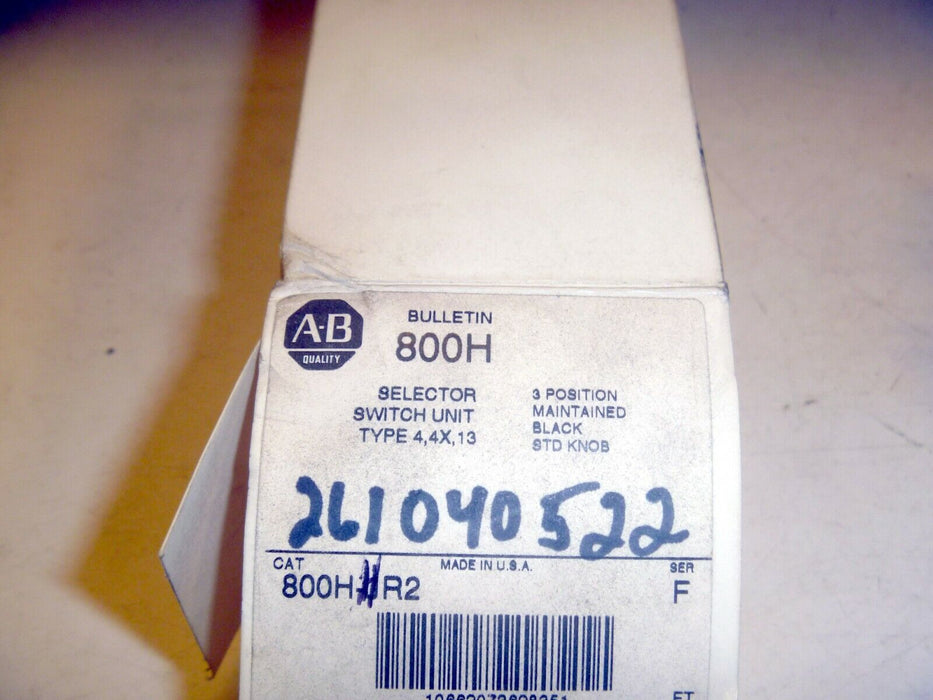 A-B
QUALITY
BULLETIN
800H
SELECTOR
SWITCH UNIT
TYPE 4,4X,13
3 POSITION
MAINTAINED
BLACK
STD KNOB
261040522
CAT
MADE IN U.S.A.
SER
800H-R2
F